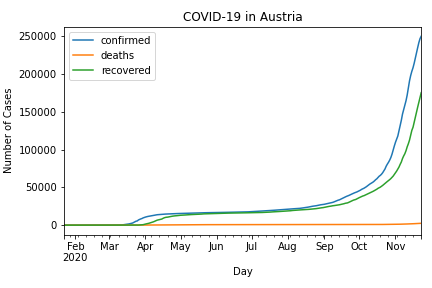 COVID-19 in Austria
confirmed
deaths
recovered
Number of Cases
250000
200000
150000
100000
50000
0
Feb Mar Apr May Jun Jul Aug Sep Oct Nov
2020
Day